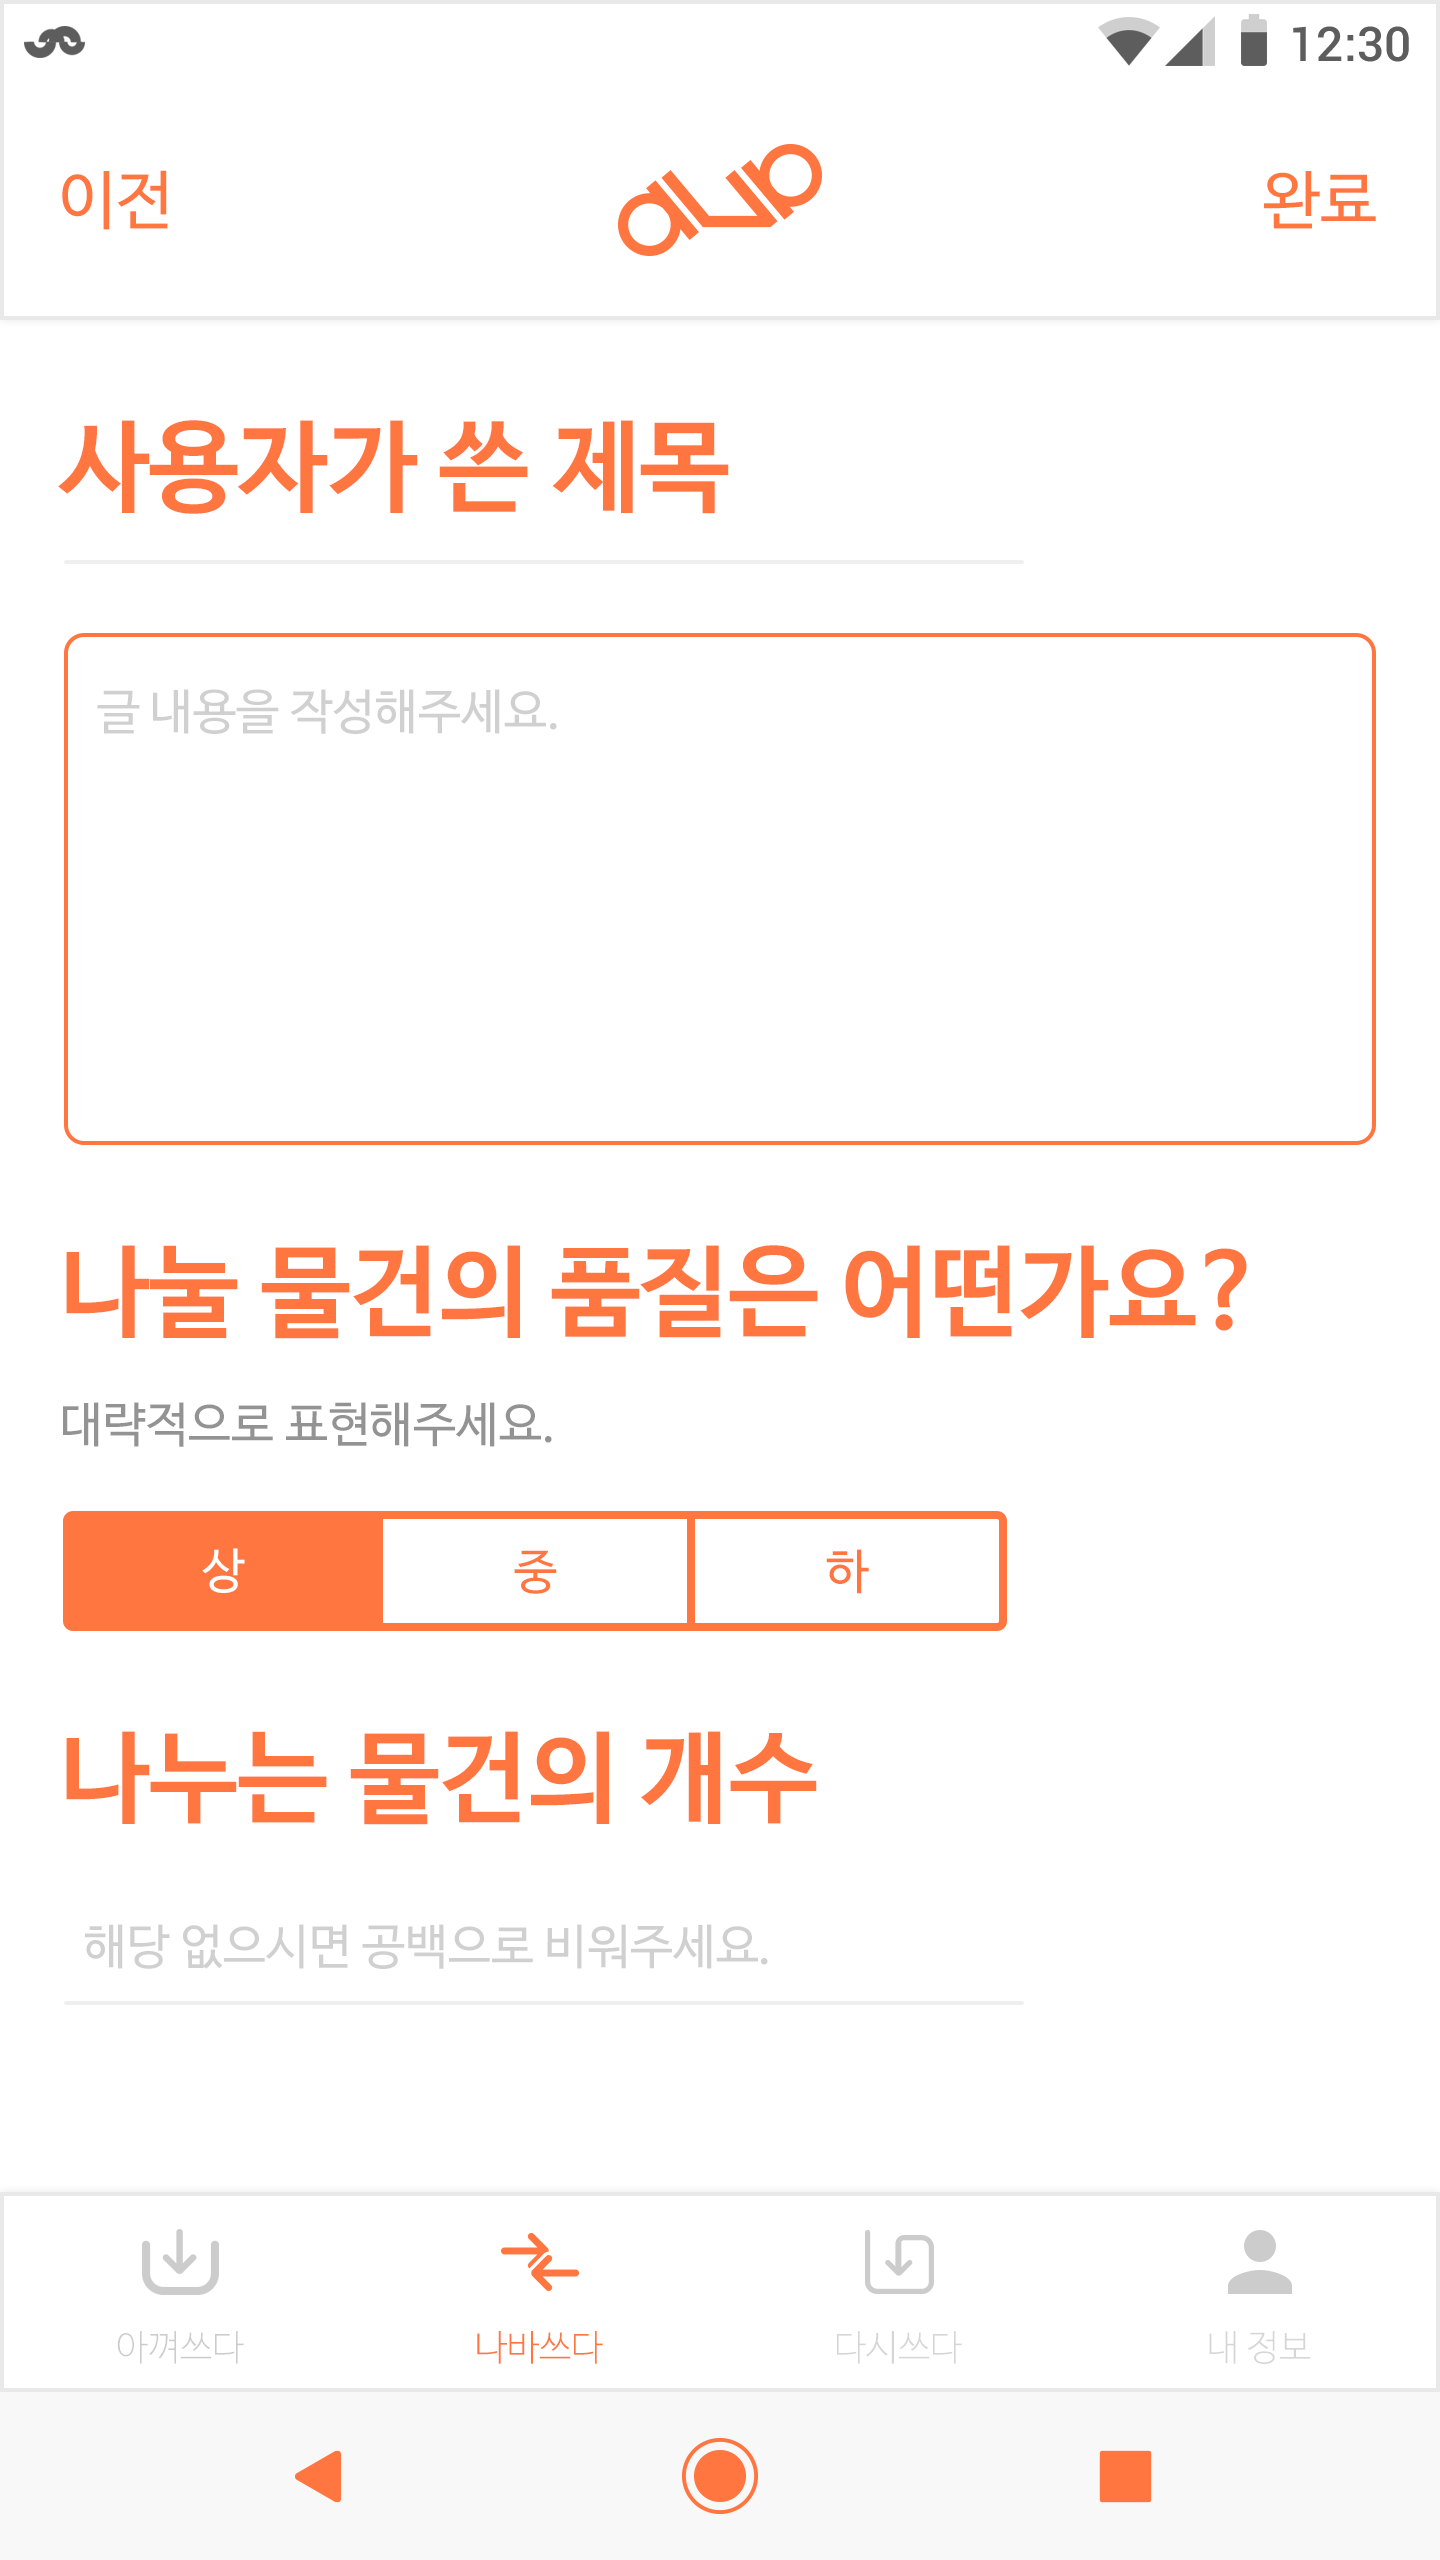 12:30
이전
완료
사용자가 쓴 제목
글 내용을 작성해주세요.
나눌 물건의 품질은 어떤가요?
대략적으로 표현해주세요.
상 중 하
나누는 물건의 개수
해당 없으시면 공백으로 비워주세요.
아껴쓰다 나바쓰다 다시쓰다 내 정보